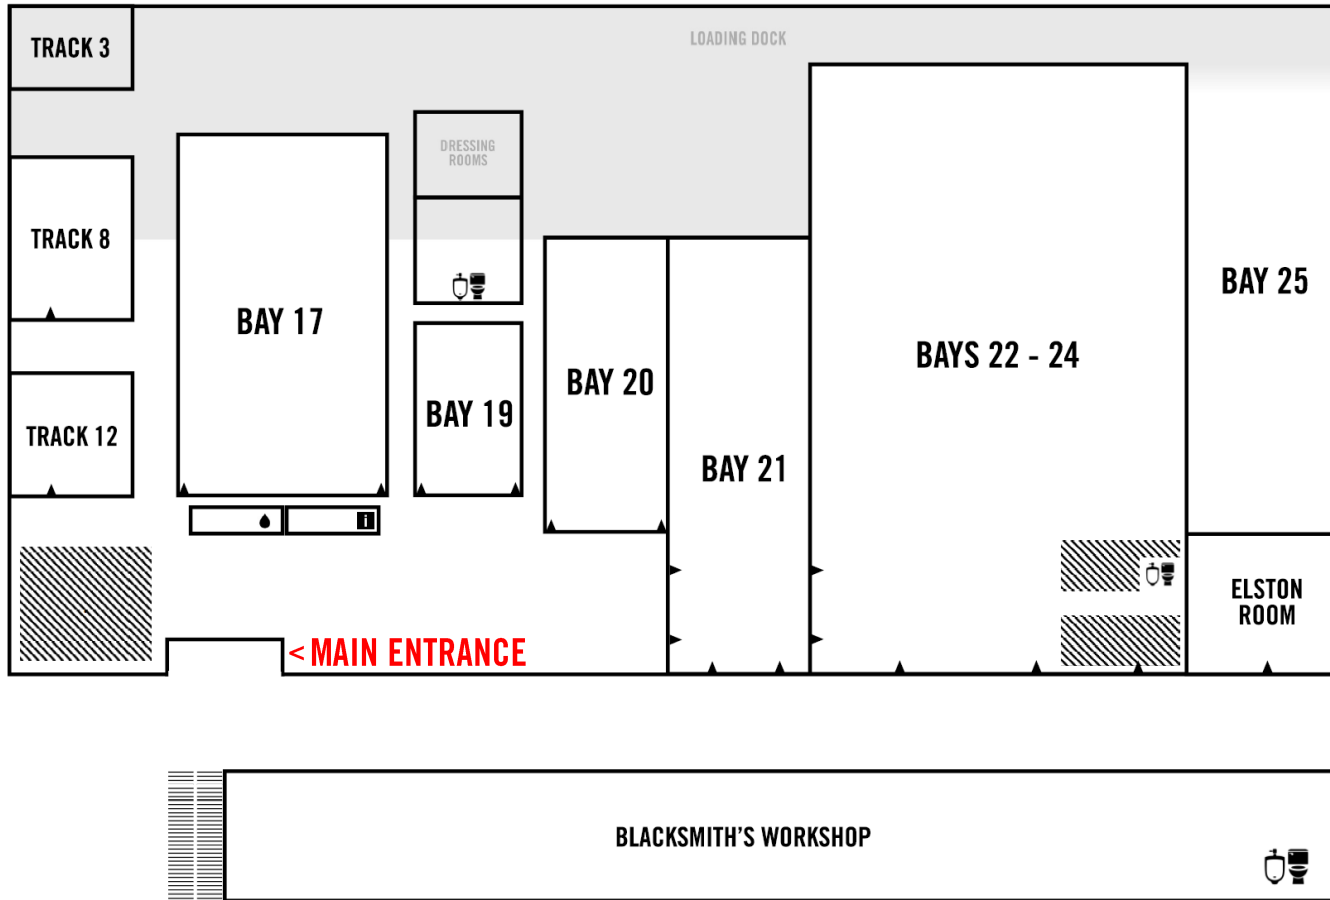 TRACK 3
LOADING DOCK
DRESSING
ROOMS
TRACK 8
BAY 17
BAY 25
BAY 20
BAYS 22 - 24
BAY 19
TRACK 12
BAY 21
i
ELSTON
ROOM
< MAIN ENTRANCE
BLACKSMITH'S WORKSHOP